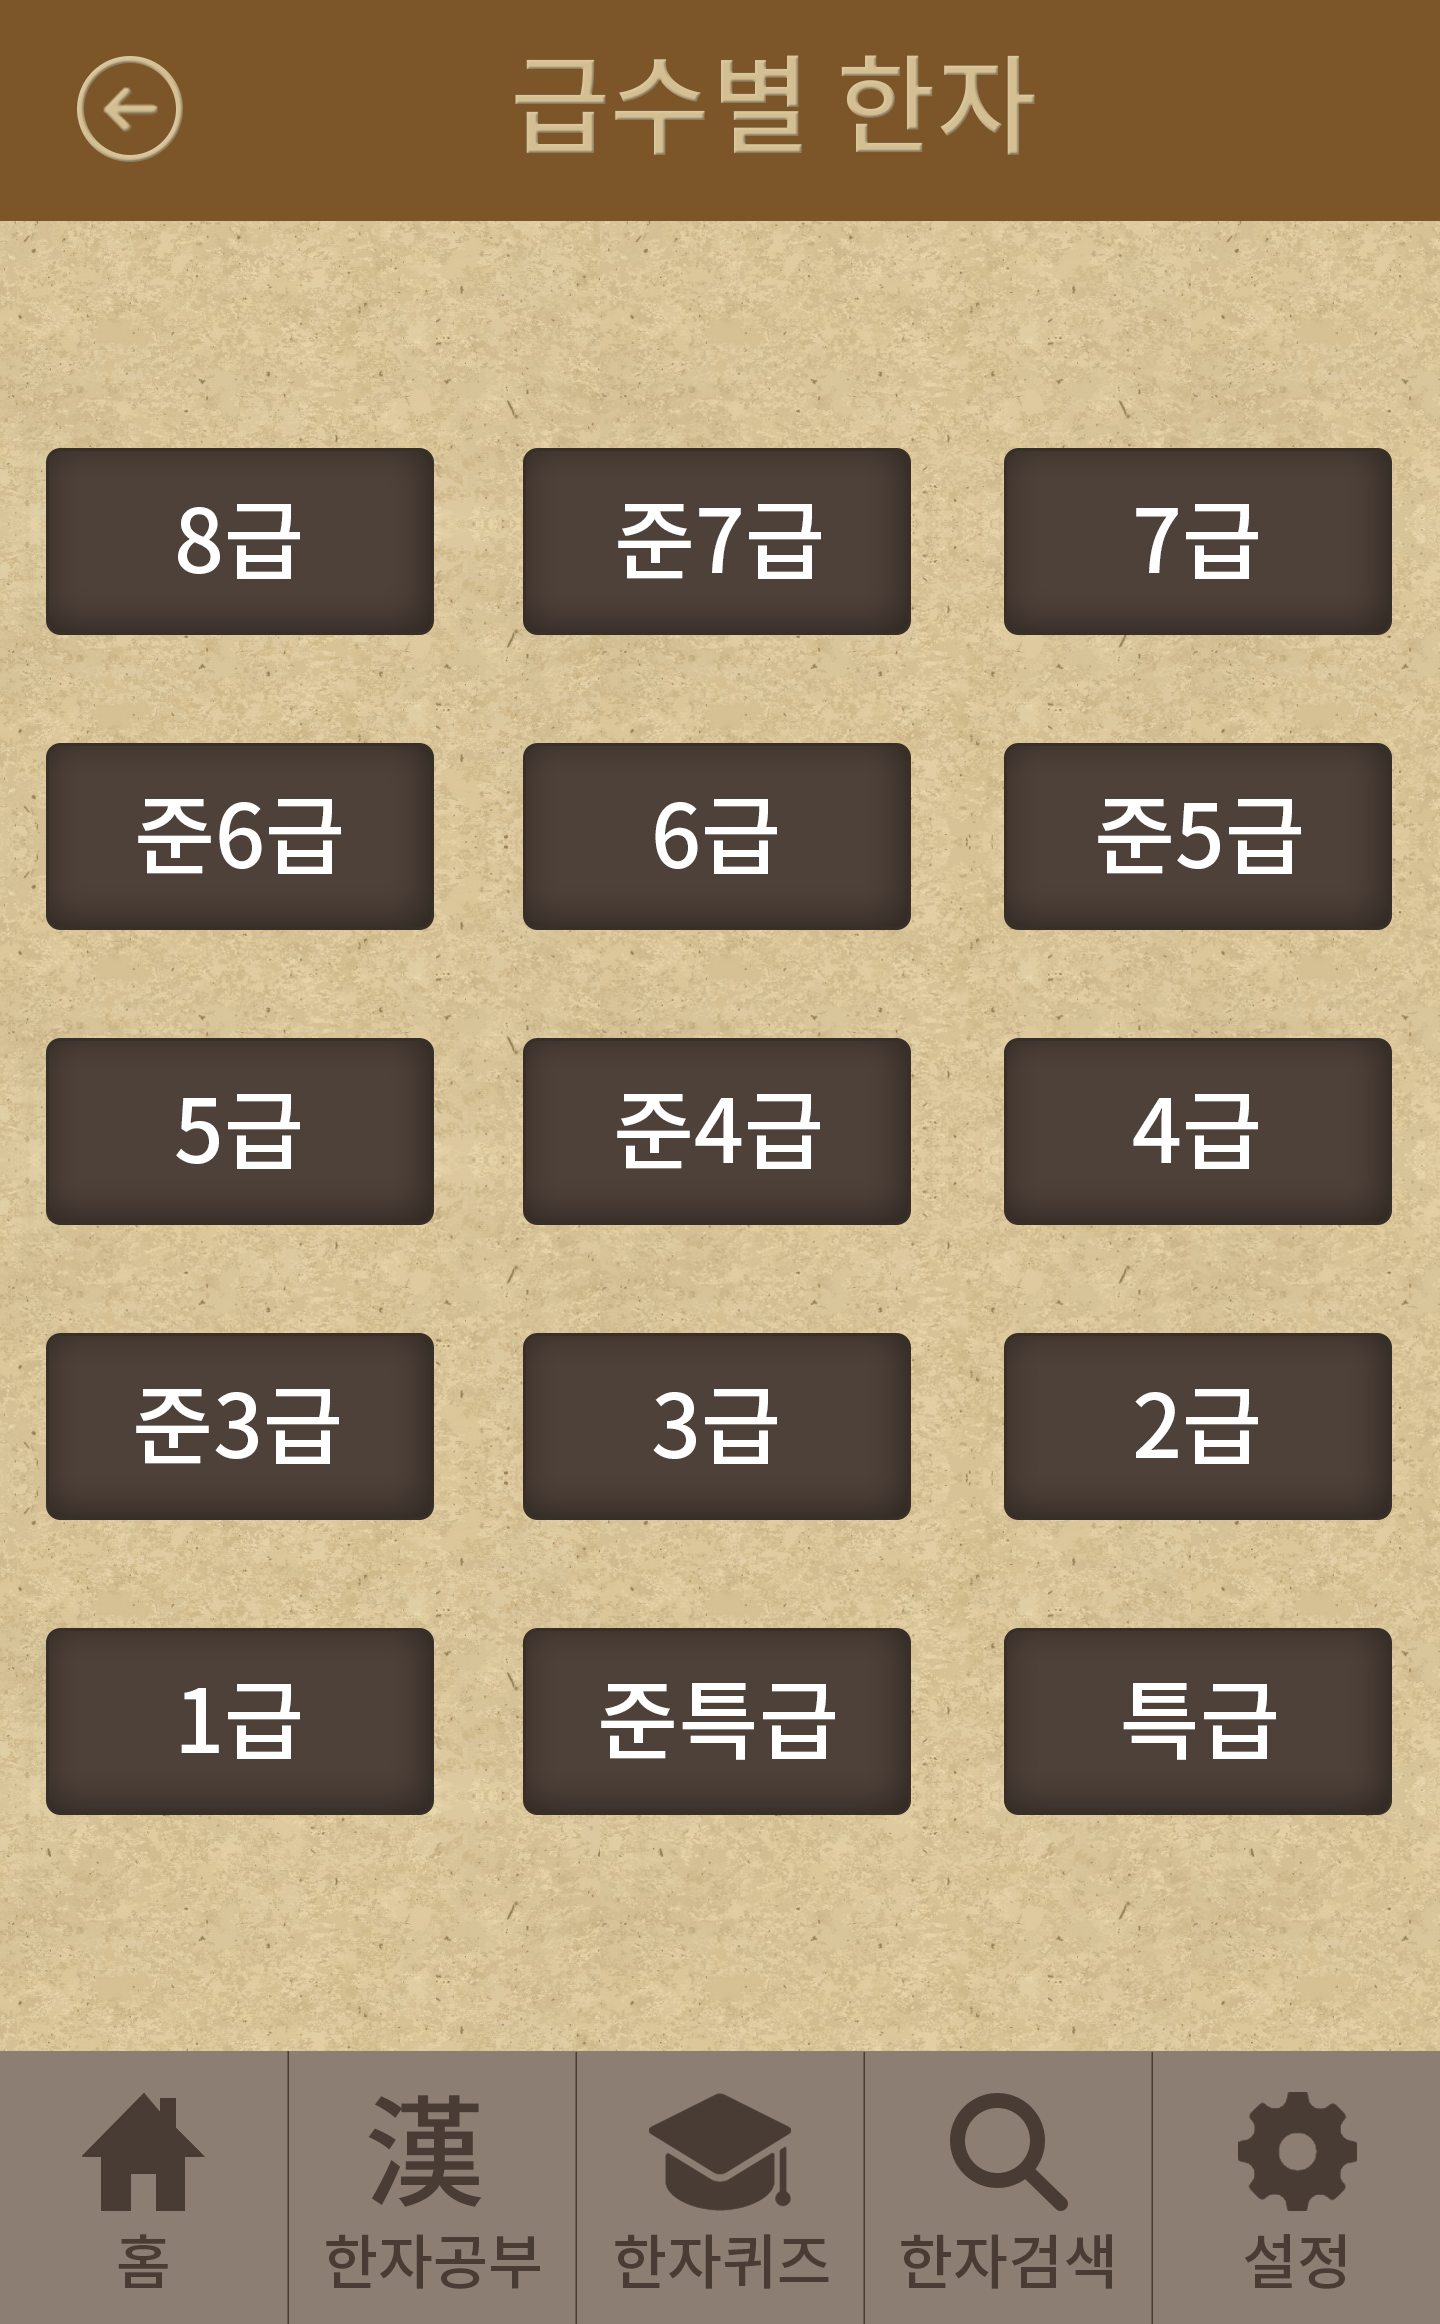 급수별 한자
8급 준7급 7급
준6급 6급 준5급
5급 준4급 4급
준3급 3급 2급
1급 준특급 특급
漢
홈 한자공부 한자퀴즈 한자검색 설정